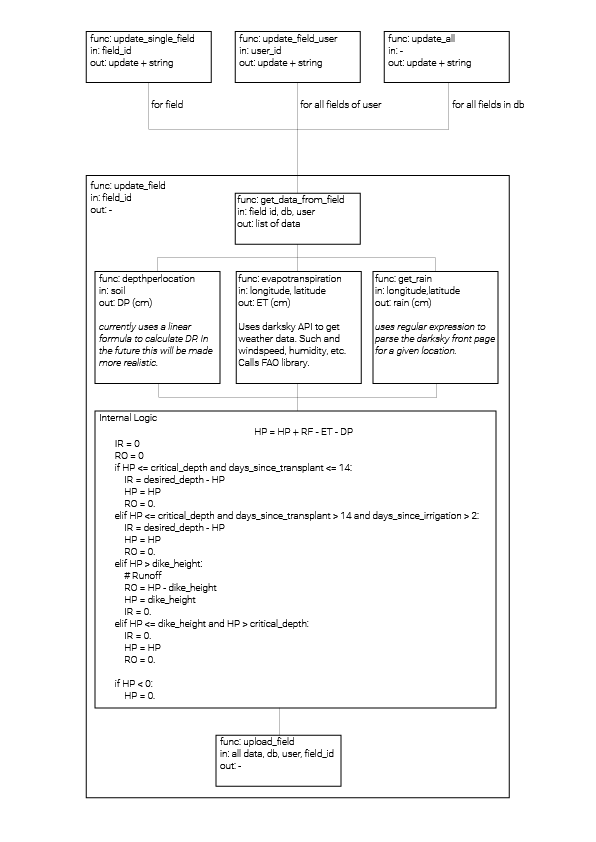 func: update_single_field
in: field_id
out: update + string
func: update_field_user
in: user_id
out: update + string
func: update_all
in: -
out: update + string
for field
for all fields of user
for all fields in db
func: update_field
in: field_id
out: -
func: get_data_from_field
in: field id, db, user
out: list of data
func: depthperlocation
in: soil
out: DP (cm)
currently uses a linear
formula to calculate DP. In
the future this will be made
more realistic.
func: evapotranspiration
in: longitude, latitude
out: ET (cm)
Uses darksky API to get
weather data. Such and
windspeed, humidity, etc.
Calls FAO library.
func: get_rain
in: longitude,latitude
out: rain (cm)
uses regular expression to
parse the darksky front page
for a given location.
Internal Logic
HP = HP + RF - ET - DP
IR = 0
RO = 0
if HP <= critical_depth and days_since_transplant <= 14:
IR = desired_depth - HP
HP = HP
RO = 0.
elif HP <= critical_depth and days_since_transplant > 14 and days_since_irrigation > 2:
IR = desired_depth - HP
HP = HP
RO = 0.
elif HP > dike_height:
# Runoff
RO = HP - dike_height
HP = dike_height
IR = 0.
elif HP <= dike_height and HP > critical_depth:
IR = 0.
HP = HP
RO = 0.
if HP < 0:
HP = 0.
func: upload_field
in: all data, db, user, field_id
out: -